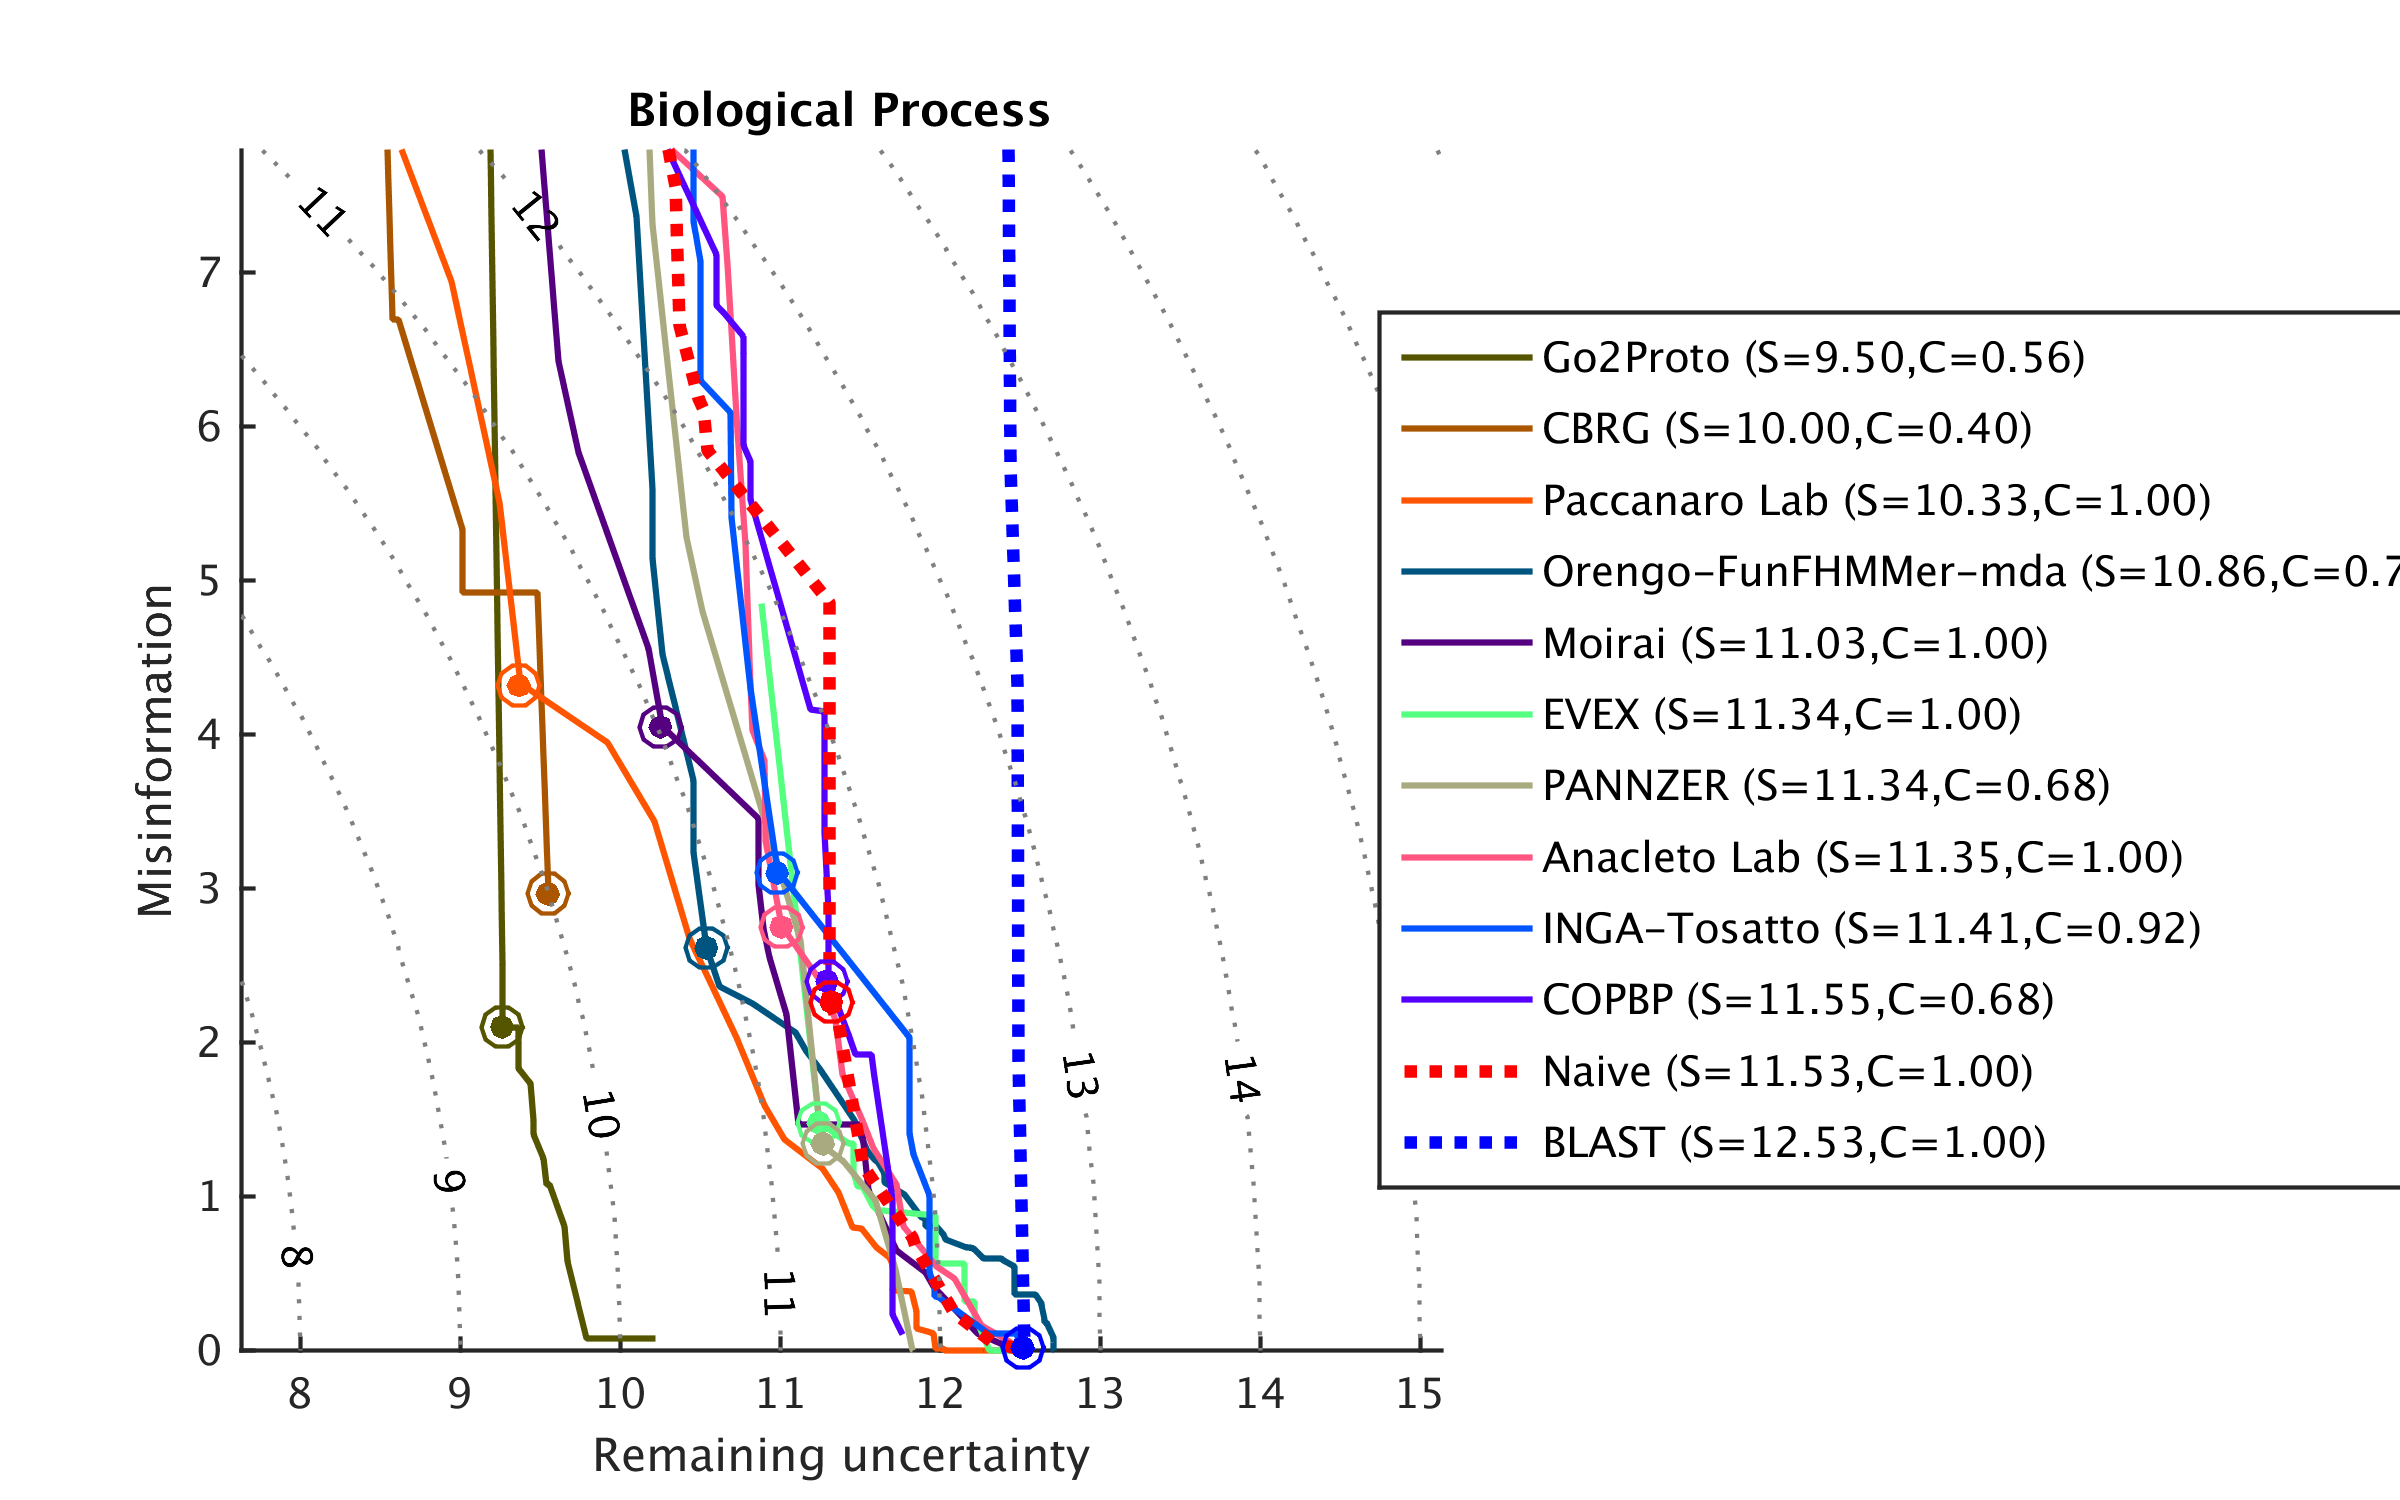 Biological Process
11
12
7
6
5
4
3
2
1
0
Misinformation
8
9
10
11
13
14
8
9
10
11
12
13
14
15
Remaining uncertainty
Go2Proto (S=9.50,C=0.56)
CBRG (S=10.00,C=0.40)
Paccanaro Lab (S=10.33,C=1.00)
Orengo-FunFHMMer-mda (S=10.86,C=0.7
Moirai (S=11.03,C=1.00)
EVEX (S=11.34,C=1.00)
PANNZER (S=11.34,C=0.68)
Anacleto Lab (S=11.35,C=1.00)
INGA-Tosatto (S=11.41,C=0.92)
COPBP (S=11.55,C=0.68)
Naive (S=11.53,C=1.00)
BLAST (S=12.53,C=1.00)